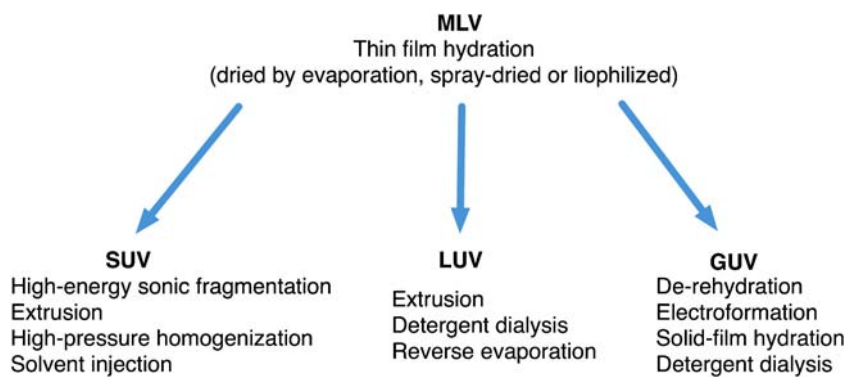 MLV
Thin film hydration
(dried by evaporation, spray-dried or liophilized)
SUV
High-energy sonic fragmentation
Extrusion
High-pressure homogenization
Solvent injection
LUV
Extrusion
Detergent dialysis
Reverse evaporation
GUV
De-rehydration
Electroformation
Solid-film hydration
Detergent dialysis